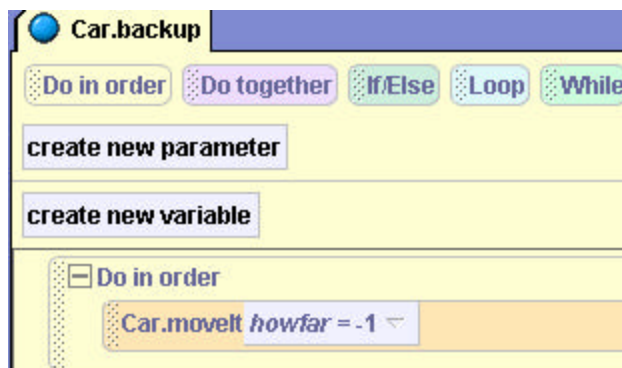 Car.backup
Do in order Do together If/Else Loop While
create new parameter
create new variable
Do in order
Car.moveIt howfar = -1